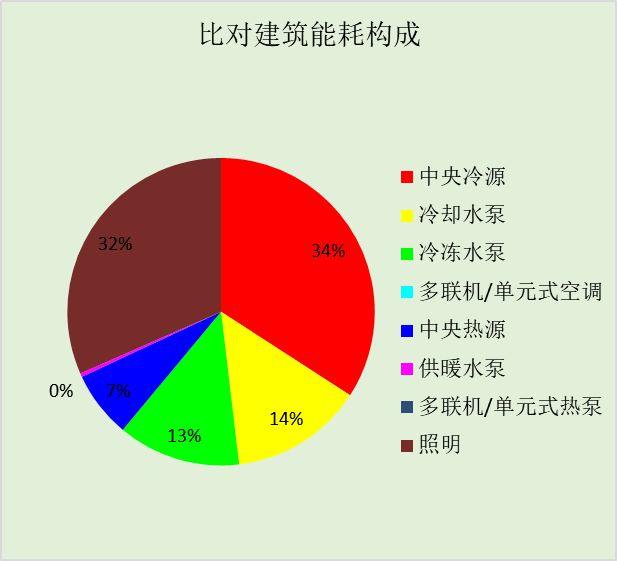 比对建筑能耗构成
34%
14%
13%
7%
0%
32%
中央冷源
冷却水泵
冷冻水泵
多联机/单元式空调
中央热源
供暖水泵
多联机/单元式热泵
照明